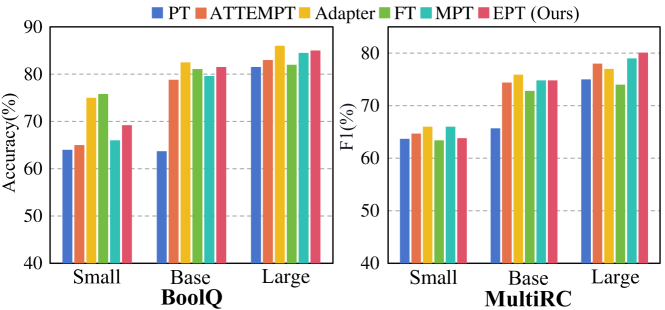 PT ATTEMPT Adapter FT MPT EPT (Ours)
Accuracy(%)
90
80
70
60
50
40
Small Base Large
BoolQ
F1(%)
80
70
60
50
40
Small Base Large
MultiRC